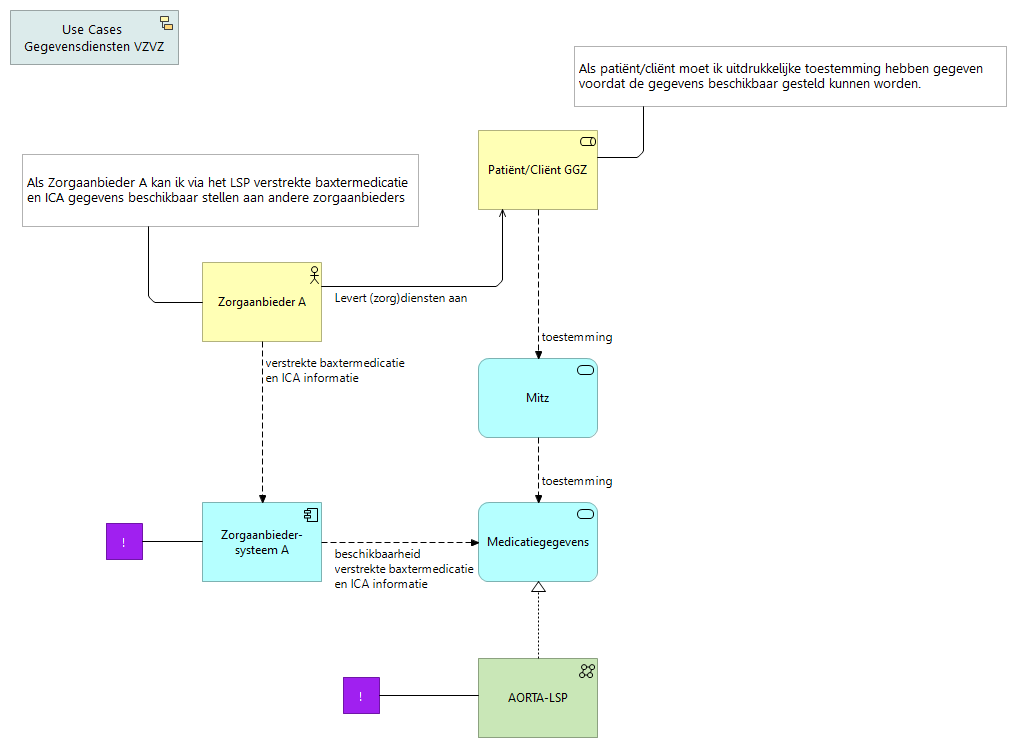 Use Cases
Gegevensdiensten VZVZ
Als patiënt/cliënt moet ik uitdrukkelijke toestemming hebben gegeven
voordat de gegevens beschikbaar gesteld kunnen worden.
Patiënt/Cliënt GGZ
Als Zorgaanbieder A kan ik via het LSP verstrekte baxtermedicatie
en ICA gegevens beschikbaar stellen aan andere zorgaanbieders
Zorgaanbieder A
Levert (zorg)diensten aan
toestemming
verstrekte baxtermedicatie
en ICA informatie
Mitz
toestemming
!
Zorgaanbieder-
systeem A
beschikbaarheid
verstrekte baxtermedicatie
en ICA informatie
Medicatiegegevens
!
AORTA-LSP